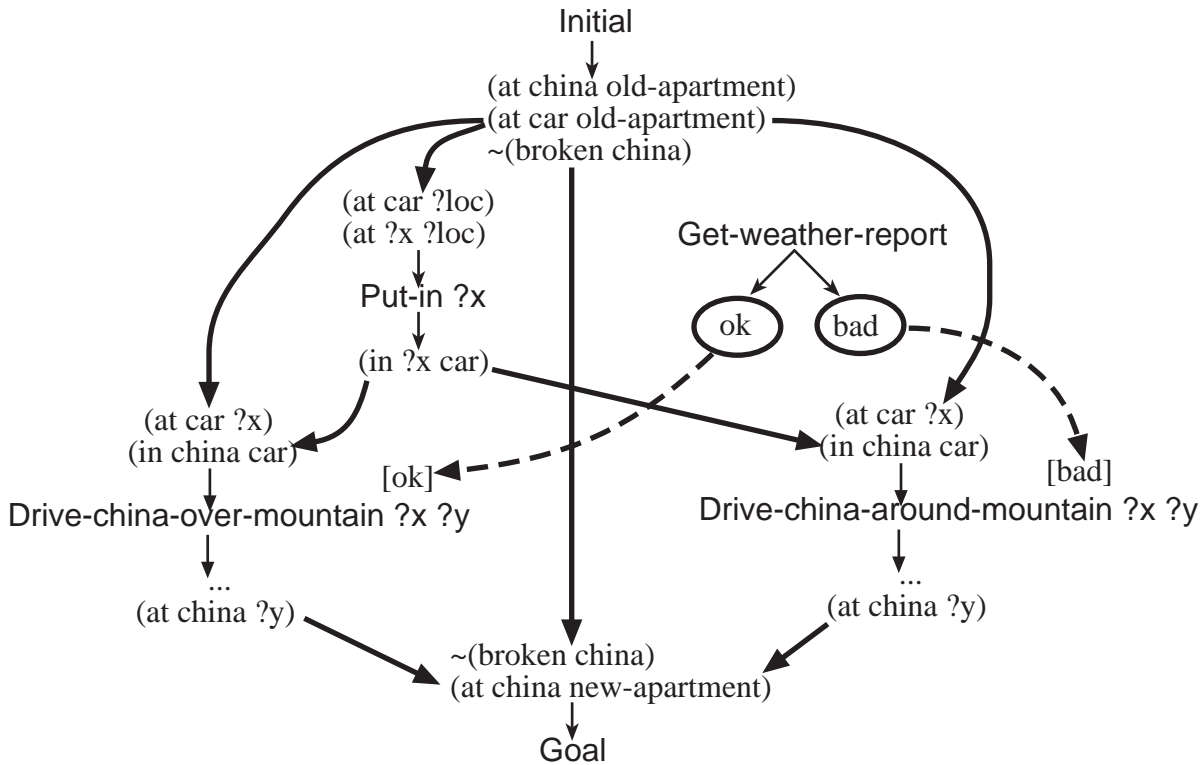 Initial
(at china old-apartment)
(at car old-apartment)
~(broken china)
(at car ?loc)
(at ?x ?loc)
Put-in ?x
(in ?x car)
Get-weather-report
ok
bad
(at car ?x)
(in china car)
[ok]
Drive-china-over-mountain ?x ?y
...
(at china ?y)
(at car ?x)
(in china car)
[bad]
Drive-china-around-mountain ?x ?y
...
(at china ?y)
~(broken china)
(at china new-apartment)
Goal